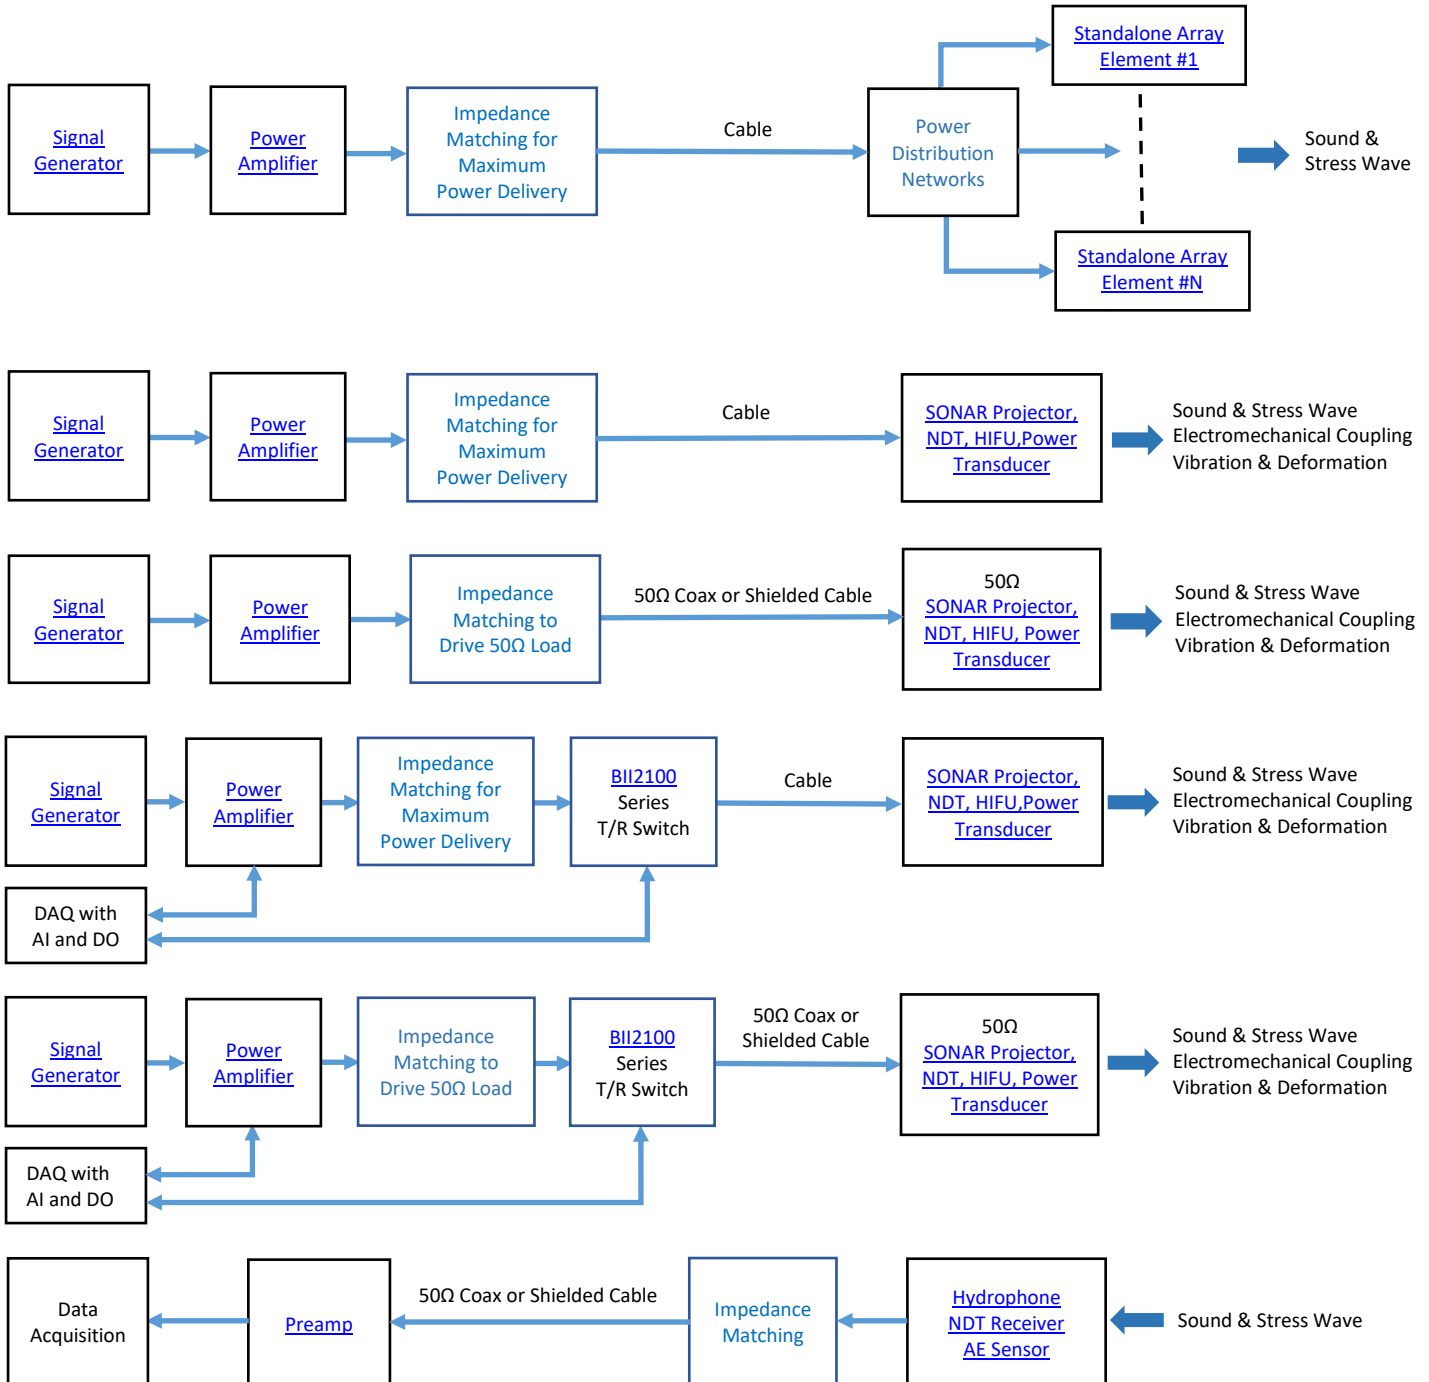 Signal
Generator
Power
Amplifier
Impedance
Matching for
Maximum
Power Delivery
Cable
Power
Distribution
Networks
Standalone Array
Element #1
Standalone Array
Element #N
Sound &
Stress Wave
Signal
Generator
Power
Amplifier
Impedance
Matching for
Maximum
Power Delivery
Cable
SONAR Projector,
NDT, HIFU,Power
Transducer
Sound & Stress Wave
Electromechanical Coupling
Vibration & Deformation
Signal
Generator
Power
Amplifier
Impedance
Matching to
Drive 50Ω Load
50Ω Coax or Shielded Cable
50Ω
SONAR Projector,
NDT, HIFU, Power
Transducer
Sound & Stress Wave
Electromechanical Coupling
Vibration & Deformation
Signal
Generator
Power
Amplifier
Impedance
Matching for
Maximum
Power Delivery
BII2100
Series
T/R Switch
Cable
SONAR Projector,
NDT, HIFU,Power
Transducer
Sound & Stress Wave
Electromechanical Coupling
Vibration & Deformation
DAQ with
AI and DO
Signal
Generator
Power
Amplifier
Impedance
Matching to
Drive 50Ω Load
BII2100
Series
T/R Switch
50Ω Coax or
Shielded Cable
50Ω
SONAR Projector,
NDT, HIFU, Power
Transducer
Sound & Stress Wave
Electromechanical Coupling
Vibration & Deformation
DAQ with
AI and DO
Data
Acquisition
Preamp
50Ω Coax or Shielded Cable
Impedance
Matching
Hydrophone
NDT Receiver
AE Sensor
Sound & Stress Wave